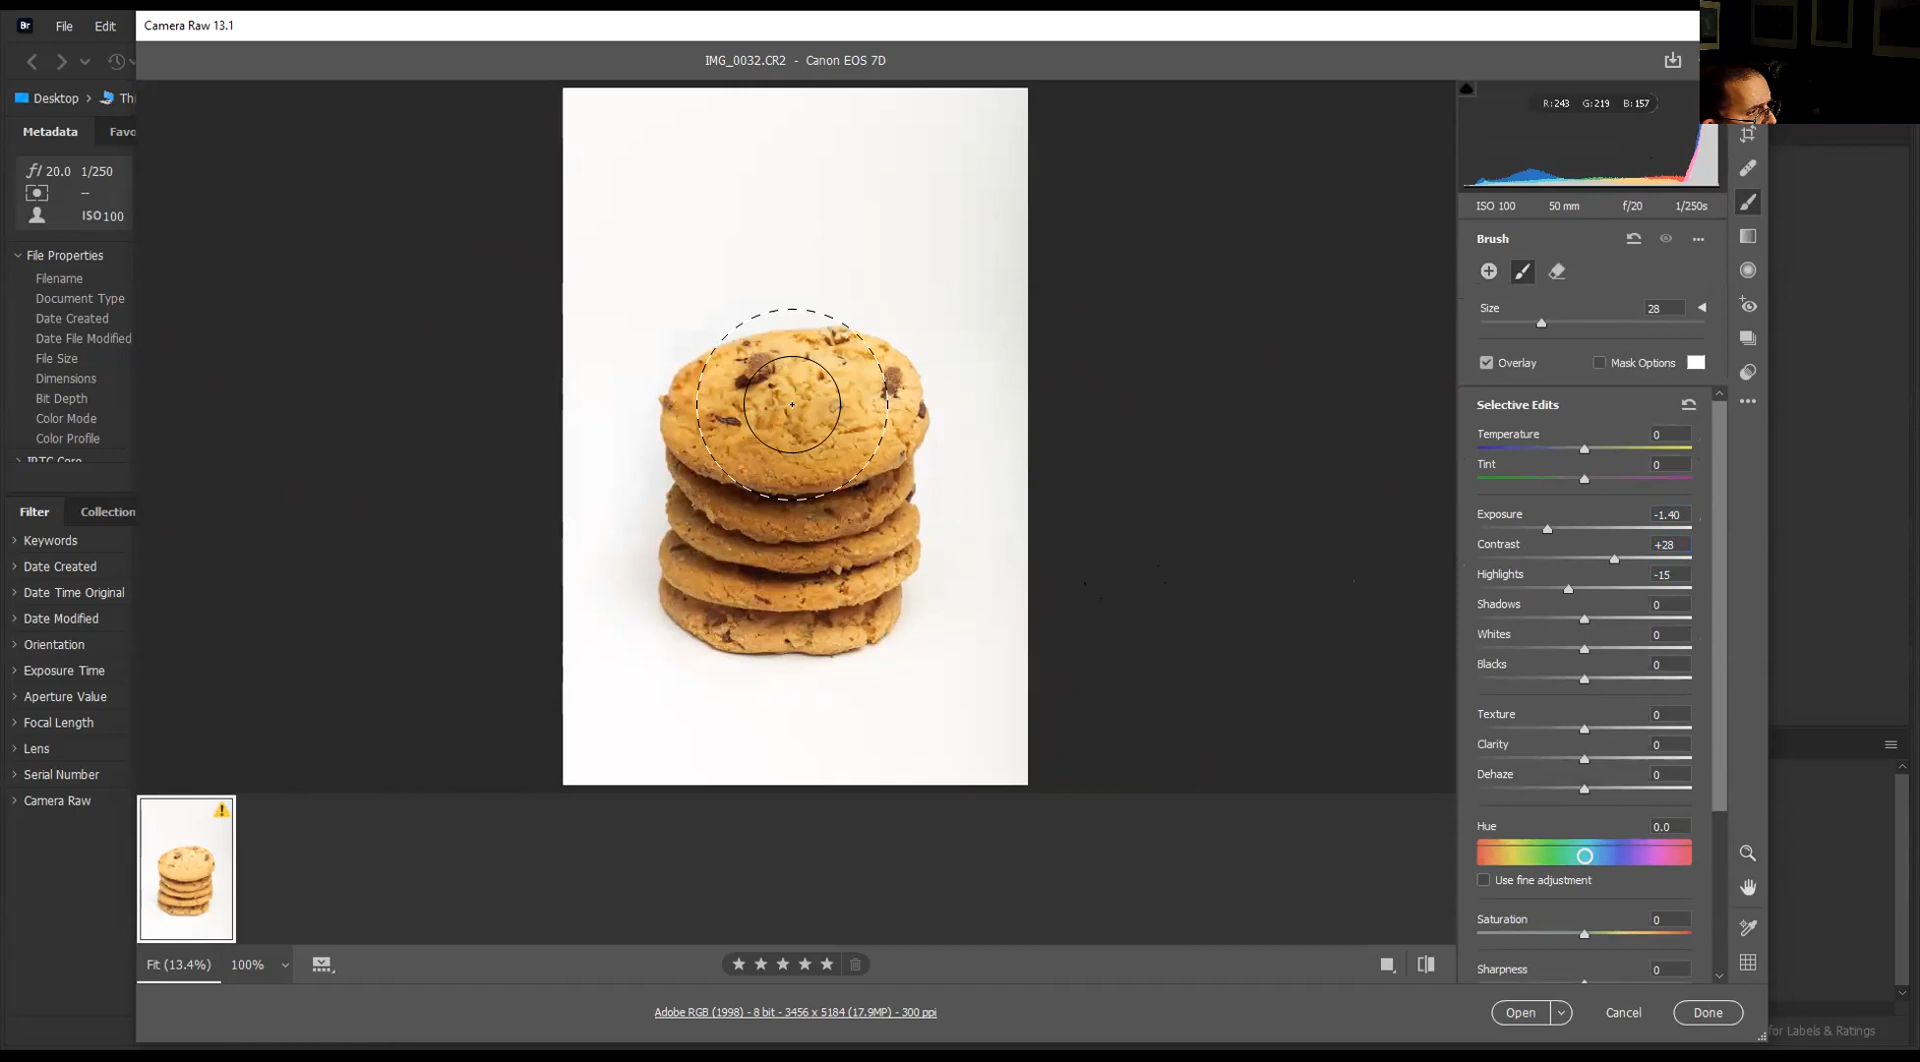 Br File Edit
Camera Raw 13.1
IMG_0032.CR2 - Canon EOS 7D
Desktop
Thi
Metadata Favo
f/ 20.0 1/250
--
ISO 100
File Properties
Filename
Document Type
Date Created
Date File Modified
File Size
Dimensions
Bit Depth
Color Mode
Color Profile
IPTC Core
Filter Collection
Keywords
Date Created
Date Time Original
Date Modified
Orientation
Exposure Time
Aperture Value
Focal Length
Lens
Serial Number
Camera Raw
R:243 G:219 B:157
ISO 100 50 mm f/20 1/250s
Brush
Size 28
Overlay Mask Options
Selective Edits
Temperature 0
Tint 0
Exposure -1.40
Contrast +28
Highlights -15
Shadows 0
Whites 0
Blacks 0
Texture 0
Clarity 0
Dehaze 0
Hue 0.0
Use fine adjustment
Saturation 0
Sharpness 0
Fit (13.4%) 100%
Adobe RGB (1998) - 8 bit - 3456 x 5184 (17.9MP) - 300 ppi
Open Cancel Done
for Labels & Ratings